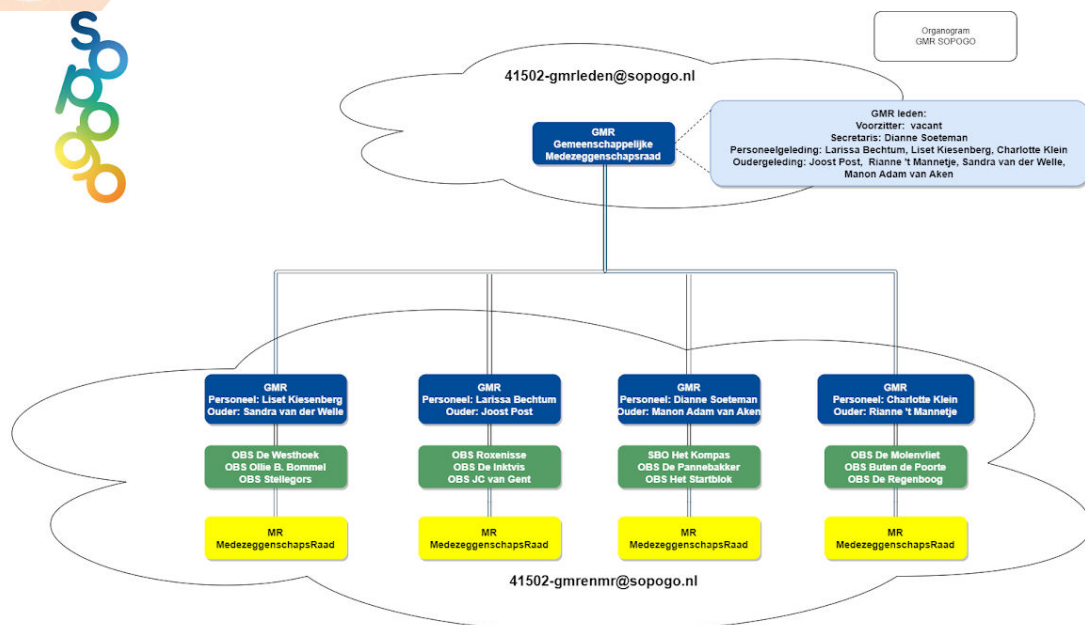 sopogo
Organogram
GMR SOPOGO
41502-gmrleden@sopogo.nl
GMR
Gemeenschappelijke
Medezeggenschapsraad
GMR leden:
Voorzitter: vacant
Secretaris: Dianne Soeteman
Personeelgeleding: Larissa Bechtum, Liset Kiesenberg, Charlotte Klein
Oudergeleding: Joost Post, Rianne 't Mannetje, Sandra van der Welle,
Manon Adam van Aken
GMR
Personeel: Liset Kiesenberg
Ouder: Sandra van der Welle
GMR
Personeel: Larissa Bechtum
Ouder: Joost Post
GMR
Personeel: Dianne Soeteman
Ouder: Manon Adam van Aken
GMR
Personeel: Charlotte Klein
Ouder: Rianne 't Mannetje
OBS De Westhoek
OBS Ollie B. Bommel
OBS Stellegors
OBS Roxenisse
OBS De Inktvis
OBS JC van Gent
SBO Het Kompas
OBS De Pannebakker
OBS Het Startblok
OBS De Molenvliet
OBS Buten de Poorte
OBS De Regenboog
MR
MedezeggenschapsRaad
MR
MedezeggenschapsRaad
MR
MedezeggenschapsRaad
MR
MedezeggenschapsRaad
41502-gmrenmr@sopogo.nl